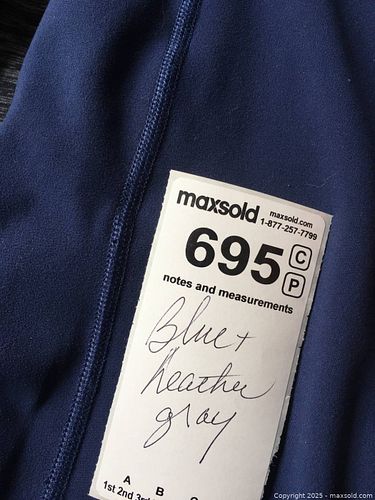 maxsold maxsold.com
1-877-257-7799
695 C
P
notes and measurements
Blue +
heather
gray
A B
1st 2nd 3rd
Copyright © 2025 - maxsold.com